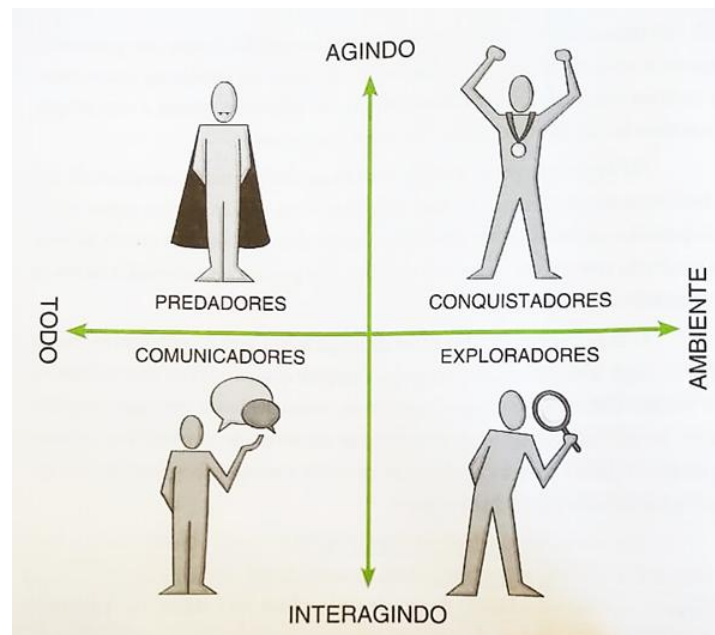 AGINDO
PREDADORES
CONQUISTADORES
TODO
AMBIENTE
COMUNICADORES
EXPLORADORES
INTERAGINDO